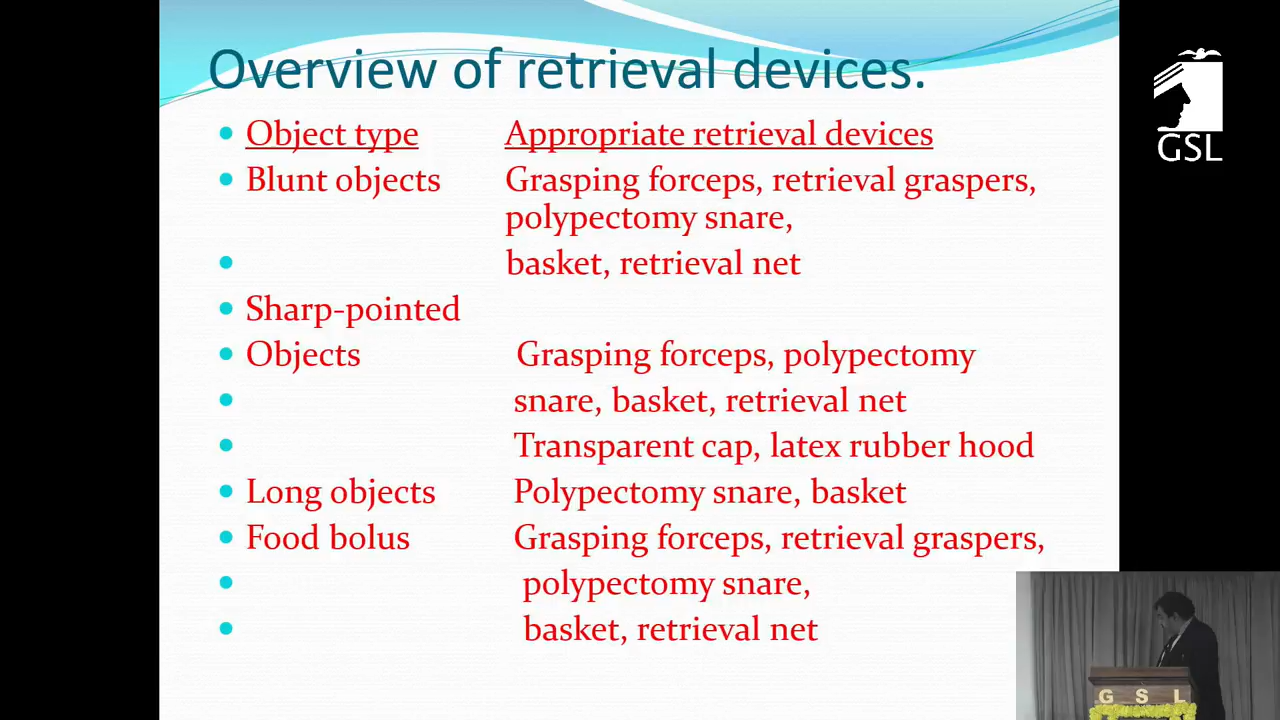 Overview of retrieval devices.
Object type Appropriate retrieval devices
Blunt objects Grasping forceps, retrieval graspers,
polypectomy snare,
basket, retrieval net
Sharp-pointed
Objects Grasping forceps, polypectomy
snare, basket, retrieval net
Transparent cap, latex rubber hood
Long objects Polypectomy snare, basket
Food bolus Grasping forceps, retrieval graspers,
polypectomy snare,
basket, retrieval net
GSL
G S L